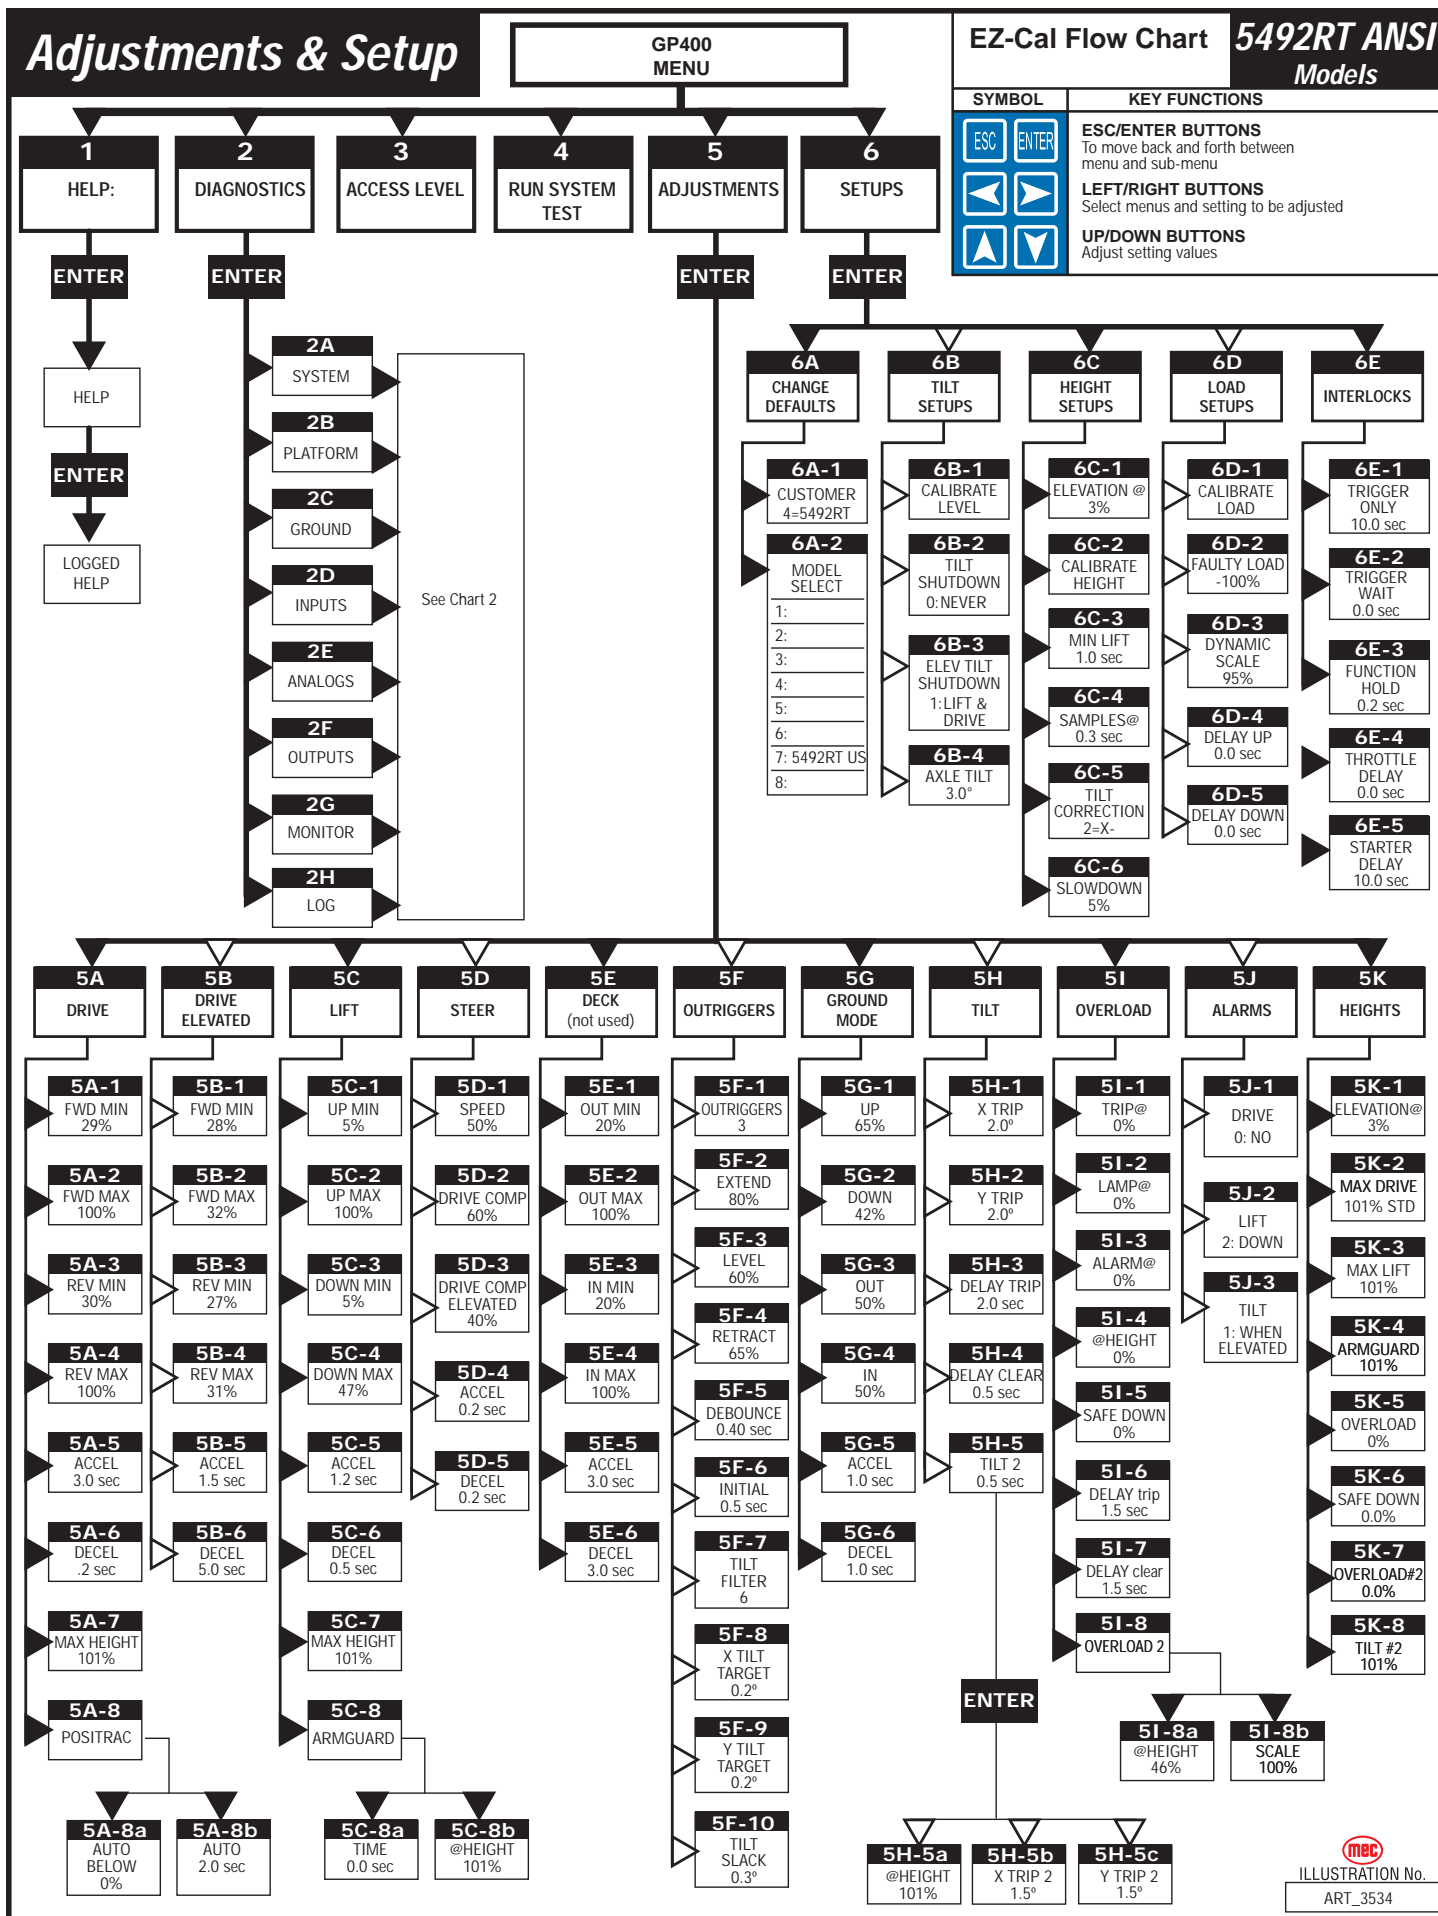 Adjustments & Setup
GP400
MENU
EZ-Cal Flow Chart
5492RT ANSI
Models
SYMBOL
KEY FUNCTIONS
ESC
ENTER
ESC/ENTER BUTTONS
To move back and forth between
menu and sub-menu
LEFT/RIGHT BUTTONS
Select menus and setting to be adjusted
UP/DOWN BUTTONS
Adjust setting values
1
HELP:
2
DIAGNOSTICS
3
ACCESS LEVEL
4
RUN SYSTEM
TEST
5
ADJUSTMENTS
6
SETUPS
ENTER
ENTER
ENTER
ENTER
HELP
ENTER
LOGGED
HELP
2A
SYSTEM
2B
PLATFORM
2C
GROUND
2D
INPUTS
2E
ANALOGS
2F
OUTPUTS
2G
MONITOR
2H
LOG
See Chart 2
6A
CHANGE
DEFAULTS
6A-1
CUSTOMER
4=5492RT
6A-2
MODEL
SELECT
1:
2:
3:
4:
5:
6:
7: 5492RT US
8:
6B
TILT
SETUPS
6B-1
CALIBRATE
LEVEL
6B-2
TILT
SHUTDOWN
0: NEVER
6B-3
ELEV TILT
SHUTDOWN
1: LIFT &
DRIVE
6B-4
AXLE TILT
3.0°
6C
HEIGHT
SETUPS
6C-1
ELEVATION @
3%
6C-2
CALIBRATE
HEIGHT
6C-3
MIN LIFT
1.0 sec
6C-4
SAMPLES@
0.3 sec
6C-5
TILT
CORRECTION
2=X-
6C-6
SLOWDOWN
5%
6D
LOAD
SETUPS
6D-1
CALIBRATE
LOAD
6D-2
FAULTY LOAD
-100%
6D-3
DYNAMIC
SCALE
95%
6D-4
DELAY UP
0.0 sec
6D-5
DELAY DOWN
0.0 sec
6E
INTERLOCKS
6E-1
TRIGGER
ONLY
10.0 sec
6E-2
TRIGGER
WAIT
0.0 sec
6E-3
FUNCTION
HOLD
0.2 sec
6E-4
THROTTLE
DELAY
0.0 sec
6E-5
STARTER
DELAY
10.0 sec
5A
DRIVE
5A-1
FWD MIN
29%
5A-2
FWD MAX
100%
5A-3
REV MIN
30%
5A-4
REV MAX
100%
5A-5
ACCEL
3.0 sec
5A-6
DECEL
.2 sec
5A-7
MAX HEIGHT
101%
5A-8
POSITRAC
5A-8a
AUTO
BELOW
0%
5A-8b
AUTO
2.0 sec
5B
DRIVE
ELEVATED
5B-1
FWD MIN
28%
5B-2
FWD MAX
32%
5B-3
REV MIN
27%
5B-4
REV MAX
31%
5B-5
ACCEL
1.5 sec
5B-6
DECEL
5.0 sec
5C
LIFT
5C-1
UP MIN
5%
5C-2
UP MAX
100%
5C-3
DOWN MIN
5%
5C-4
DOWN MAX
47%
5C-5
ACCEL
1.2 sec
5C-6
DECEL
0.5 sec
5C-7
MAX HEIGHT
101%
5C-8
ARMGUARD
5C-8a
TIME
0.0 sec
5C-8b
@HEIGHT
101%
5D
STEER
5D-1
SPEED
50%
5D-2
DRIVE COMP
60%
5D-3
DRIVE COMP
ELEVATED
40%
5D-4
ACCEL
0.2 sec
5D-5
DECEL
0.2 sec
5E
DECK
(not used)
5E-1
OUT MIN
20%
5E-2
OUT MAX
100%
5E-3
IN MIN
20%
5E-4
IN MAX
100%
5E-5
ACCEL
3.0 sec
5E-6
DECEL
3.0 sec
5F
OUTRIGGERS
5F-1
OUTRIGGERS
3
5F-2
EXTEND
80%
5F-3
LEVEL
60%
5F-4
RETRACT
65%
5F-5
DEBOUNCE
0.40 sec
5F-6
INITIAL
0.5 sec
5F-7
TILT
FILTER
6
5F-8
X TILT
TARGET
0.2º
5F-9
Y TILT
TARGET
0.2º
5F-10
TILT
SLACK
0.3º
5G
GROUND
MODE
5G-1
UP
65%
5G-2
DOWN
42%
5G-3
OUT
50%
5G-4
IN
50%
5G-5
ACCEL
1.0 sec
5G-6
DECEL
1.0 sec
5H
TILT
5H-1
X TRIP
2.0º
5H-2
Y TRIP
2.0º
5H-3
DELAY TRIP
2.0 sec
5H-4
DELAY CLEAR
0.5 sec
5H-5
TILT 2
0.5 sec
ENTER
5H-5a
@HEIGHT
101%
5H-5b
X TRIP 2
1.5º
5H-5c
Y TRIP 2
1.5º
5I
OVERLOAD
5I-1
TRIP@
0%
5I-2
LAMP@
0%
5I-3
ALARM@
0%
5I-4
@HEIGHT
0%
5I-5
SAFE DOWN
0%
5I-6
DELAY trip
1.5 sec
5I-7
DELAY clear
1.5 sec
5I-8
OVERLOAD 2
5I-8a
@HEIGHT
46%
5I-8b
SCALE
100%
5J
ALARMS
5J-1
DRIVE
0: NO
5J-2
LIFT
2: DOWN
5J-3
TILT
1: WHEN
ELEVATED
5K
HEIGHTS
5K-1
ELEVATION@
3%
5K-2
MAX DRIVE
101% STD
5K-3
MAX LIFT
101%
5K-4
ARMGUARD
101%
5K-5
OVERLOAD
0%
5K-6
SAFE DOWN
0.0%
5K-7
OVERLOAD#2
0.0%
5K-8
TILT #2
101%
mec
ILLUSTRATION No.
ART_3534